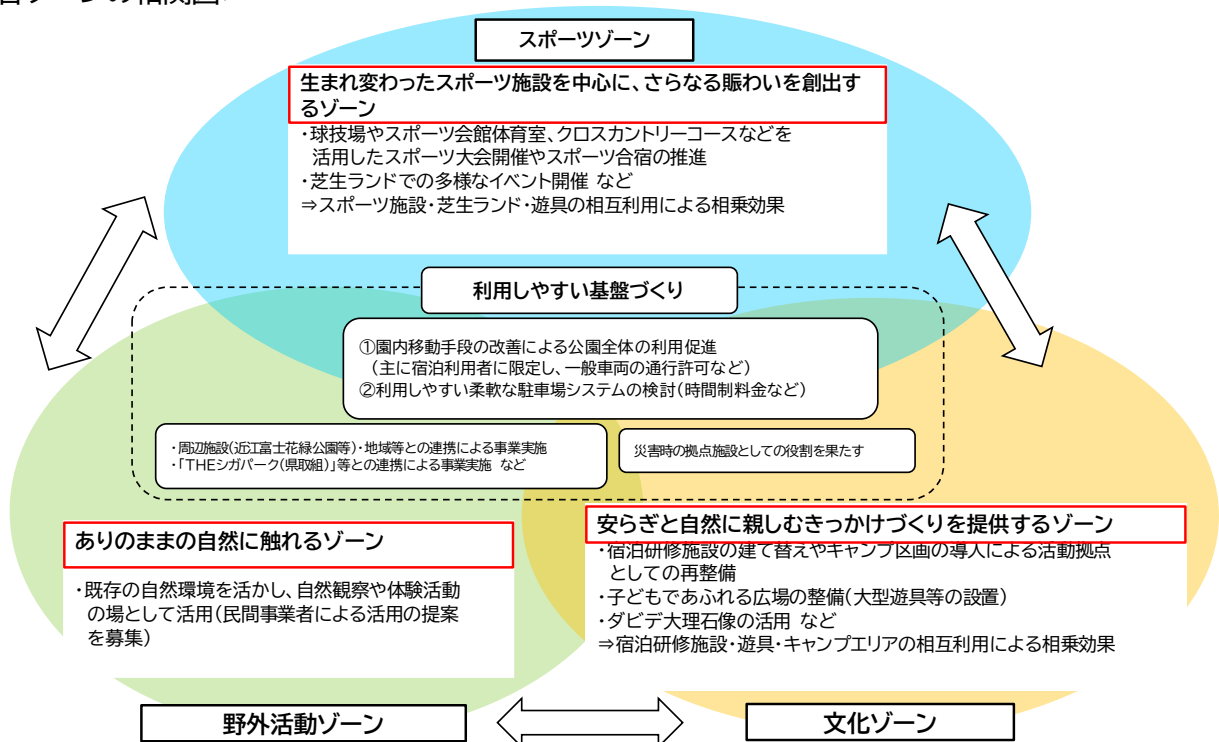 スポーツゾーン
生まれ変わったスポーツ施設を中心に、さらなる賑わいを創出す
るゾーン
・球技場やスポーツ会館体育室、クロスカントリーコースなどを
活用したスポーツ大会開催やスポーツ合宿の推進
・芝生ランドでの多様なイベント開催 など
⇒スポーツ施設・芝生ランド・遊具の相互利用による相乗効果
利用しやすい基盤づくり
①園内移動手段の改善による公園全体の利用促進
（主に宿泊利用者に限定し、一般車両の通行許可など）
②利用しやすい柔軟な駐車場システムの検討（時間制料金など）
・周辺施設（近江富士花緑公園等）・地域等との連携による事業実施
・「THEシガパーク（県取組）」等との連携による事業実施 など
災害時の拠点施設としての役割を果たす
ありのままの自然に触れるゾーン
・既存の自然環境を活かし、自然観察や体験活動
の場として活用（民間事業者による活用の提案
を募集）
安らぎと自然に親しむきっかけづくりを提供するゾーン
・宿泊研修施設の建て替えやキャンプ区画の導入による活動拠点
としての再整備
・子どもであふれる広場の整備（大型遊具等の設置）
・ダビデ大理石像の活用 など
⇒宿泊研修施設・遊具・キャンプエリアの相互利用による相乗効果
野外活動ゾーン
文化ゾーン